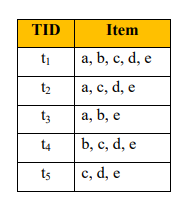 TID Item
t1 a, b, c, d, e
t2 a, c, d, e
t3 a, b, e
t4 b, c, d, e
t5 c, d, e